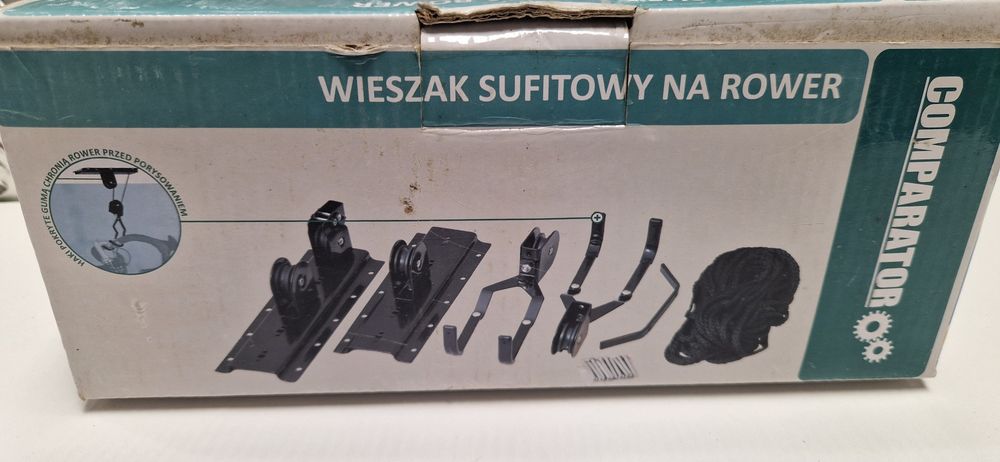 WIESZAK SUFITOWY NA ROWER
HAKI POKRYTE GUMĄ CHRONIĄ ROWER PRZED PORYSOWANIEM
COMPARATOR